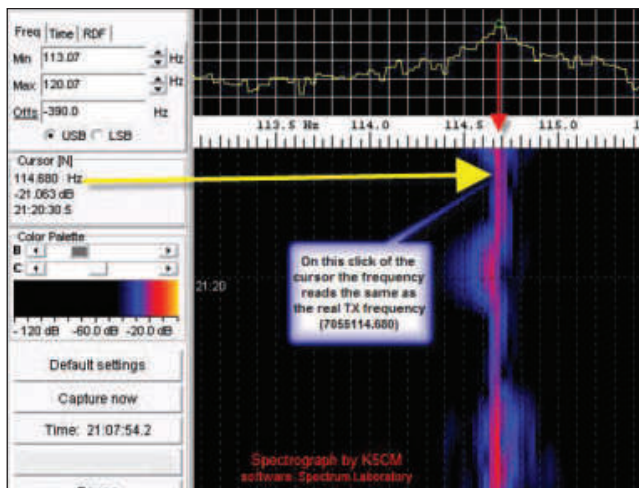 Freq Time RDF
Min 113.07 Hz
Max 120.07 Hz
Offs -390.0 Hz
USB LSB
Cursor [N]
114.680 Hz
-21.063 dB
21:20:30.5
Color Palette
B
C
-120 dB -60.0 dB -20.0 dB
Default settings
Capture now
Time: 21:07:54.2
113.5 Hz 114.0 114.5 115.0
21:20
On this click of the
cursor the frequency
reads the same as
the real TX frequency
(7055114.680)
Spectrograph by K5CM
software: Spectrum Laboratory